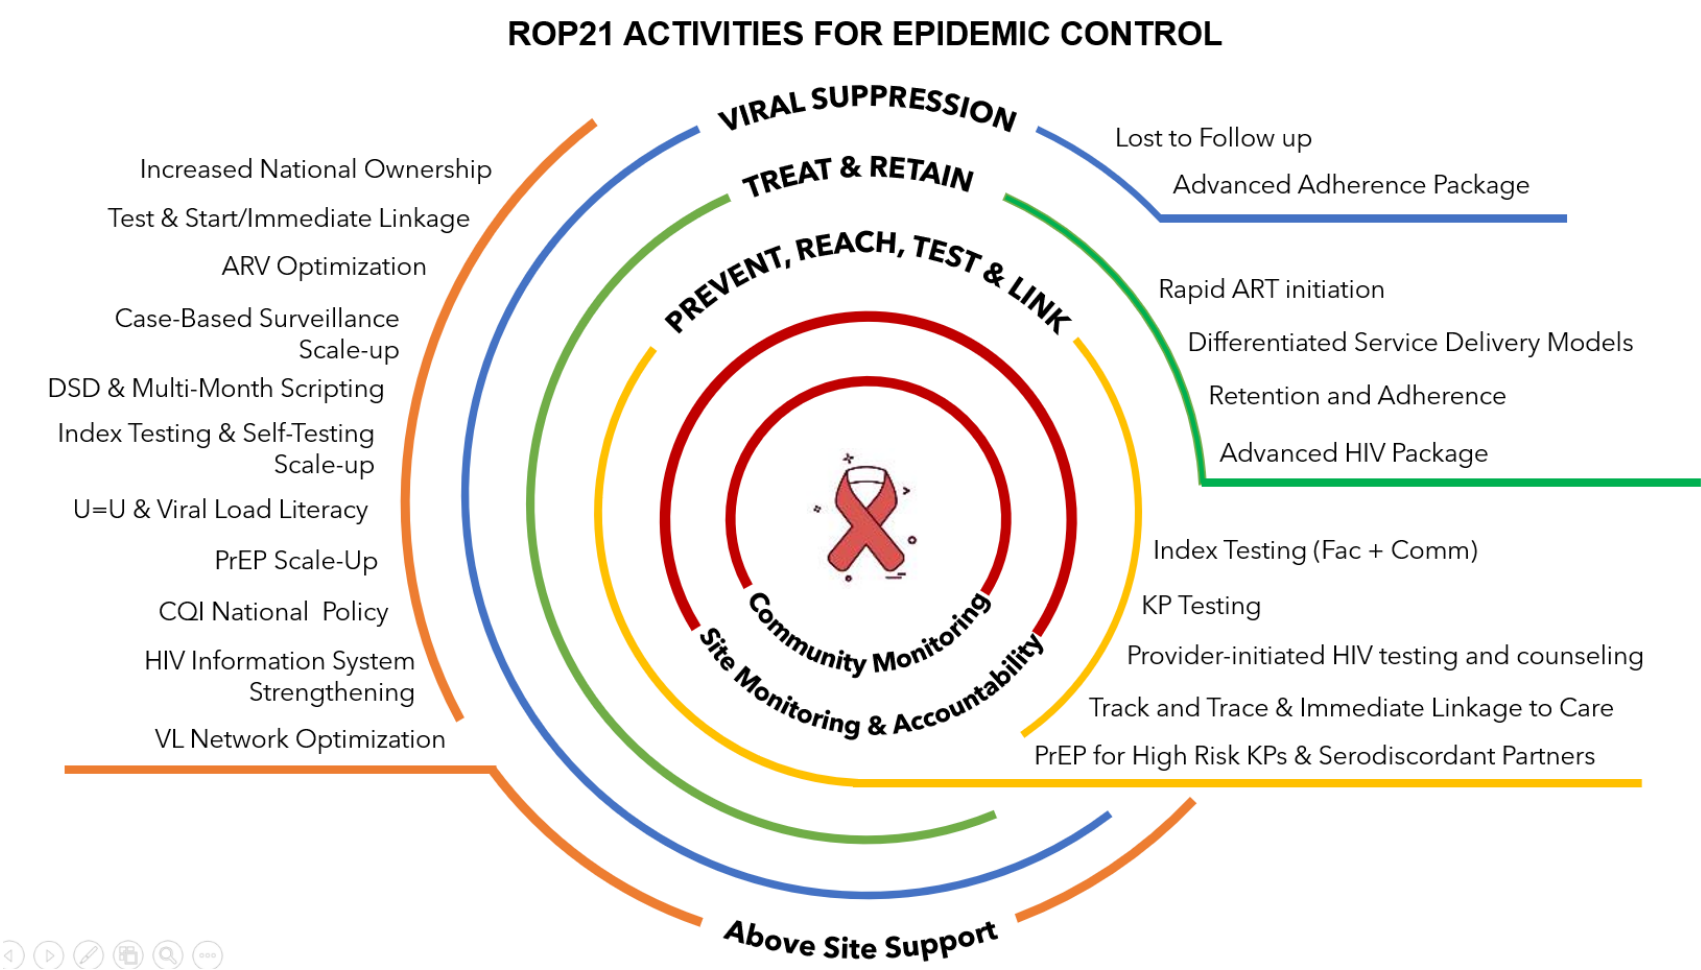 ROP21 ACTIVITIES FOR EPIDEMIC CONTROL
VIRAL SUPPRESSION
TREAT & RETAIN
PREVENT, REACH, TEST & LINK
Community Monitoring
Site Monitoring & Accountability
Above Site Support
Increased National Ownership
Test & Start/Immediate Linkage
ARV Optimization
Case-Based Surveillance
Scale-up
DSD & Multi-Month Scripting
Index Testing & Self-Testing
Scale-up
U=U & Viral Load Literacy
PrEP Scale-Up
CQI National  Policy
HIV Information System
Strengthening
VL Network Optimization
Lost to Follow up
Advanced Adherence Package
Rapid ART initiation
Differentiated Service Delivery Models
Retention and Adherence
Advanced HIV Package
Index Testing (Fac + Comm)
KP Testing
Provider-initiated HIV testing and counseling
Track and Trace & Immediate Linkage to Care
PrEP for High Risk KPs & Serodiscordant Partners